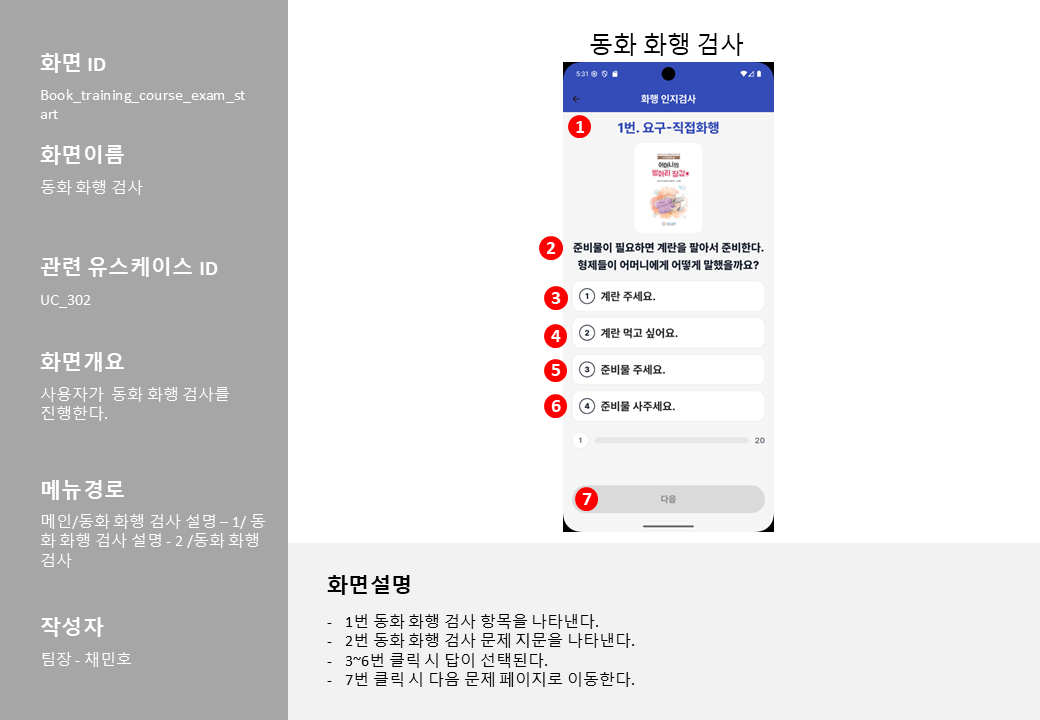 화면 ID
Book_training_course_exam_st
art
화면이름
동화 화행 검사
관련 유스케이스 ID
UC_302
화면개요
사용자가 동화 화행 검사를
진행한다.
메뉴경로
메인/동화 화행 검사 설명 – 1/ 동
화 화행 검사 설명 - 2 /동화 화행
검사
작성자
팀장 - 채민호
동화 화행 검사
5:31
화행 인지검사
1
1번. 요구-직접화행
어머니의
벙어리 장갑
2
준비물이 필요하면 계란을 팔아서 준비한다.
형제들이 어머니에게 어떻게 말했을까요?
3
1 계란 주세요.
4
2 계란 먹고 싶어요.
5
3 준비물 주세요.
6
4 준비물 사주세요.
1 20
7
다음
화면설명
- 1번 동화 화행 검사 항목을 나타낸다.
- 2번 동화 화행 검사 문제 지문을 나타낸다.
- 3~6번 클릭 시 답이 선택된다.
- 7번 클릭 시 다음 문제 페이지로 이동한다.